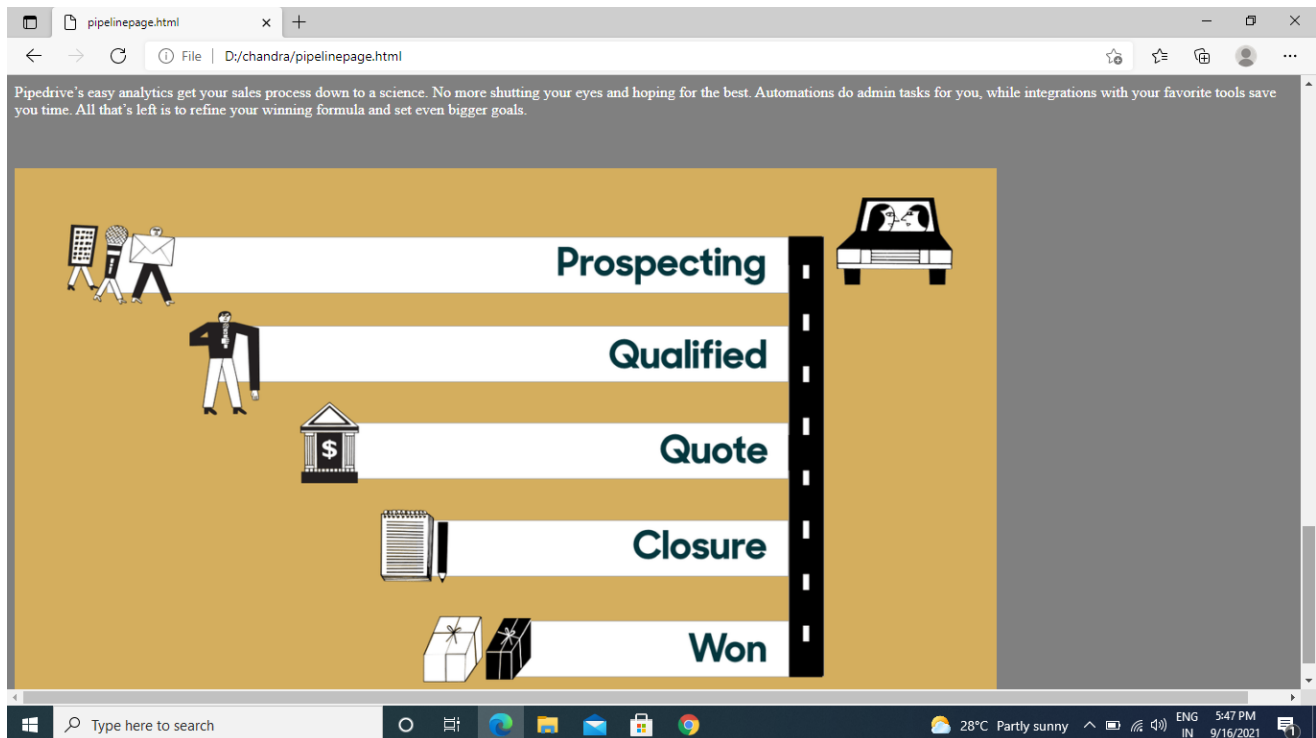 pipelinepage.html
File
D:/chandra/pipelinepage.html
Pipedrive’s easy analytics get your sales process down to a science. No more shutting your eyes and hoping for the best. Automations do admin tasks for you, while integrations with your favorite tools save
you time. All that’s left is to refine your winning formula and set even bigger goals.
Prospecting
Qualified
$
Quote
Closure
Won
Type here to search
28°C Partly sunny
ENG
IN
5:47 PM
9/16/2021
1